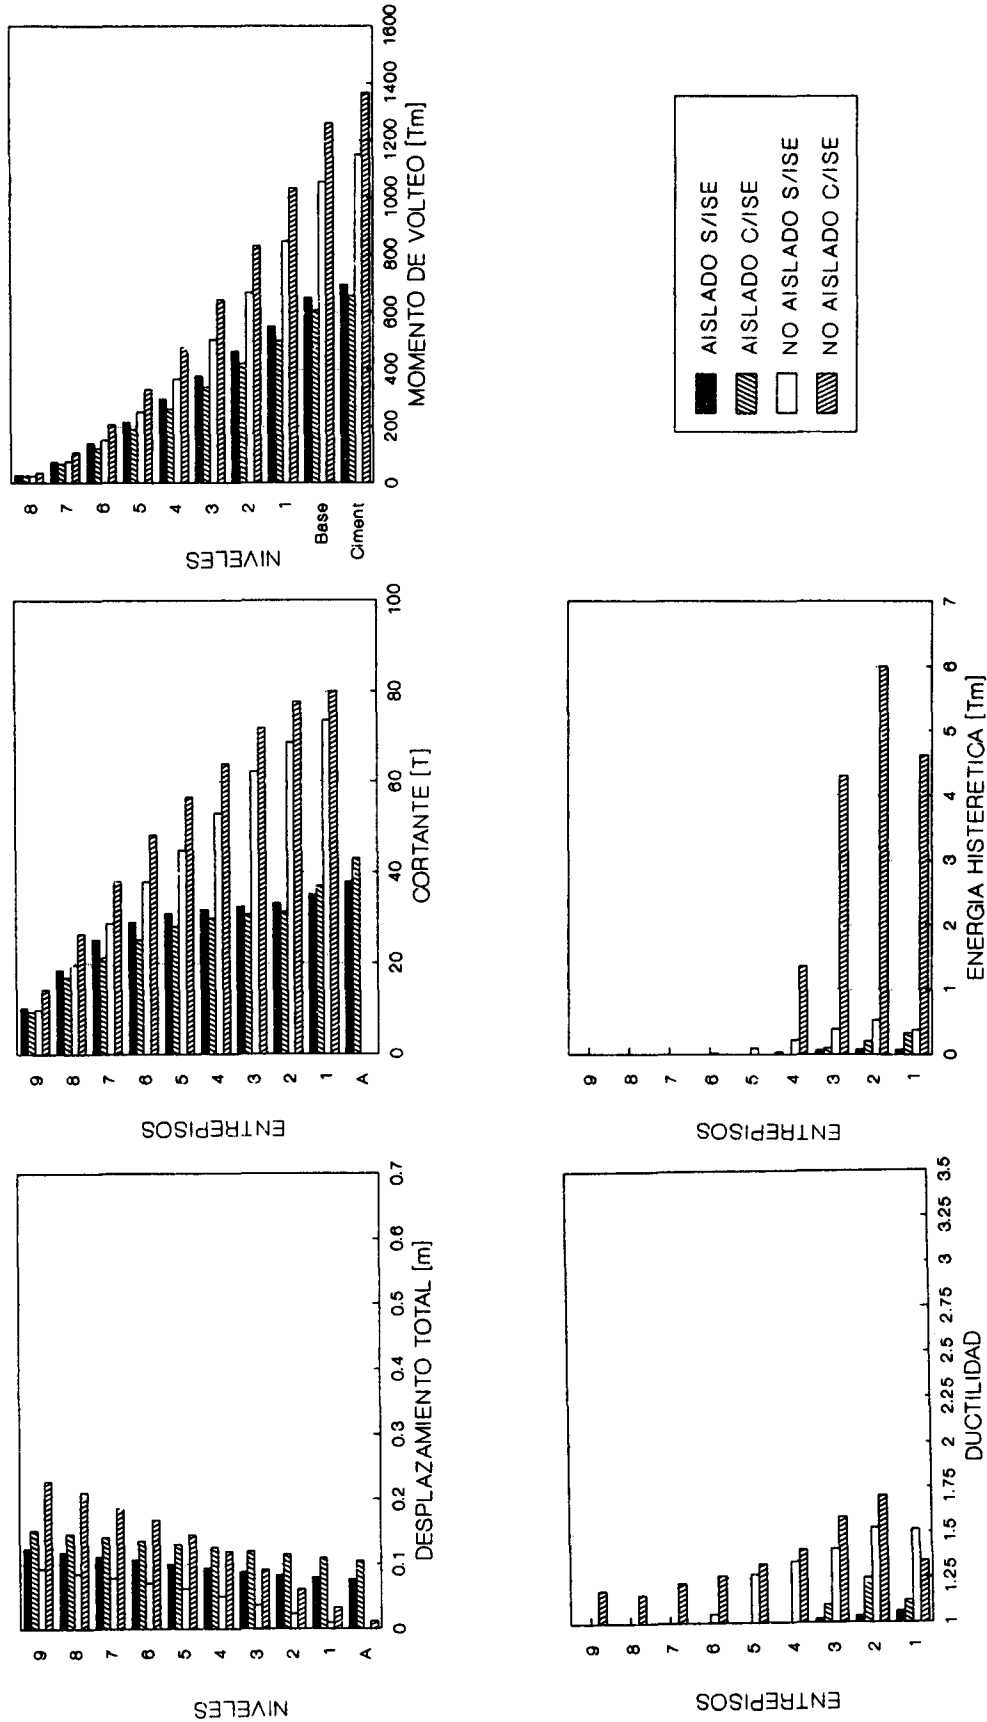 NIVELES
9
8
7
6
5
4
3
2
1
A
0 0.1 0.2 0.3 0.4 0.5 0.6 0.7
DESPLAZAMIENTO TOTAL [m]
ENTREPISOS
9
8
7
6
5
4
3
2
1
A
0 20 40 60 80 100
CORTANTE [T]
NIVELES
8
7
6
5
4
3
2
1
Base
Ciment
0 200 400 600 800 1000 1200 1400 1600
MOMENTO DE VOLTEO [Tm]
ENTREPISOS
9
8
7
6
5
4
3
2
1
1 1.25 1.5 1.75 2 2.25 2.5 2.75 3 3.25 3.5
DUCTILIDAD
ENTREPISOS
9
8
7
6
5
4
3
2
1
0 1 2 3 4 5 6 7
ENERGIA HISTERETICA [Tm]
AISLADO S/ISE
AISLADO C/ISE
NO AISLADO S/ISE
NO AISLADO C/ISE